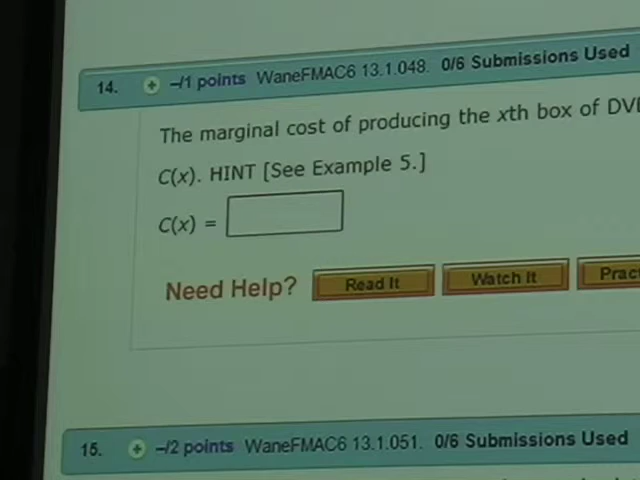 14. –/1 points WaneFMAC6 13.1.048. 0/6 Submissions Used
The marginal cost of producing the xth box of
C(x). HINT [See Example 5.]
C(x) =
Need Help? Read It Watch It
15. –/2 points WaneFMAC6 13.1.051. 0/6 Submissions Used